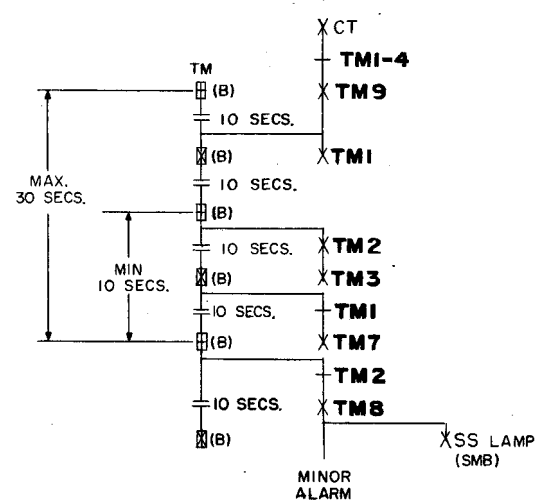 CT
TM1-4
TM
(B)
TM9
10 SECS.
(B)
TM1
MAX.
30 SECS.
10 SECS.
(B)
10 SECS.
TM2
MIN
10 SECS.
(B)
TM3
10 SECS.
TM1
(B)
TM7
TM2
10 SECS.
TM8
(B)
SS LAMP
(SMB)
MINOR
ALARM